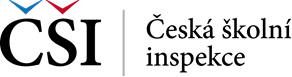 ČŠI
Česká školní
inspekce